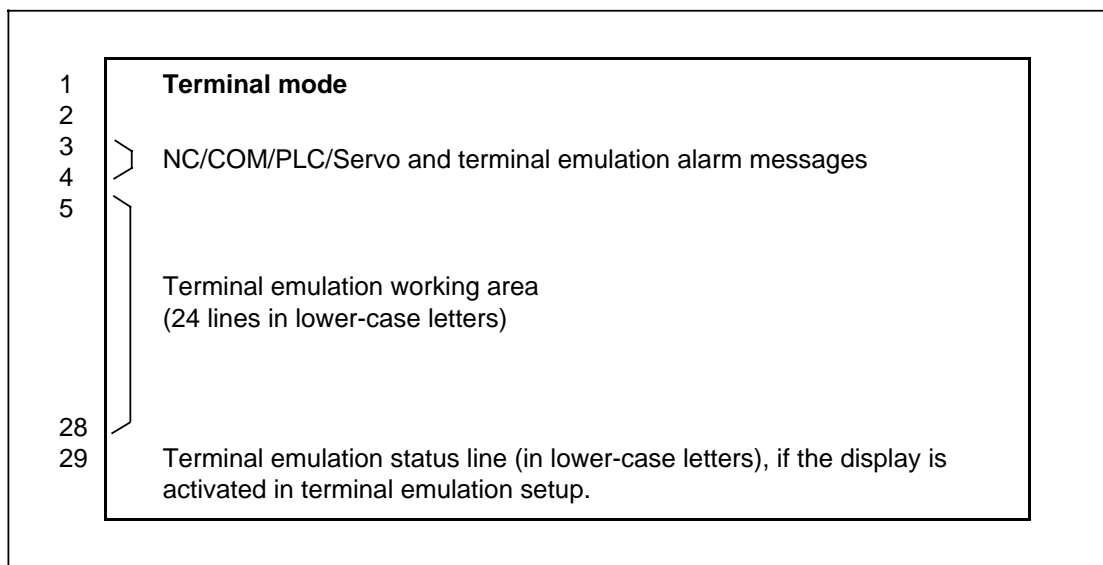 1 Terminal mode
2
3
NC/COM/PLC/Servo and terminal emulation alarm messages
4
5
Terminal emulation working area
(24 lines in lower-case letters)
28
29 Terminal emulation status line (in lower-case letters), if the display is
activated in terminal emulation setup.